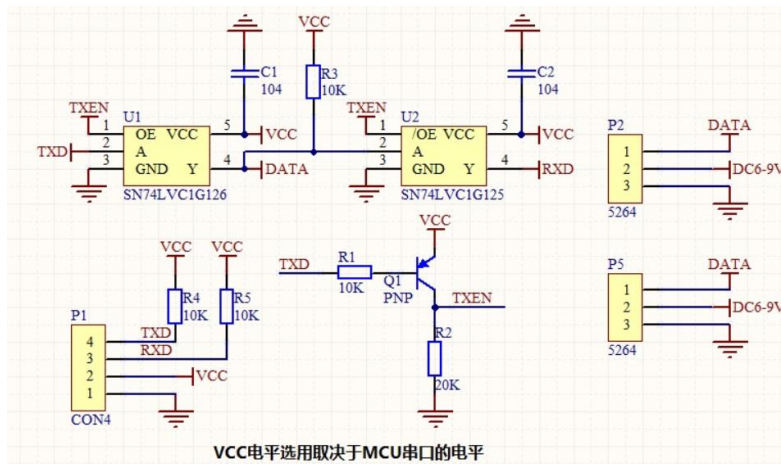 VCC
C1
104
R3
10K
C2
104
TXEN
U1
1
OE
VCC
5
VCC
TXD
2
A
3
GND
Y
4
DATA
SN74LVC1G126
TXEN
U2
1
/OE
VCC
5
VCC
2
A
3
GND
Y
4
RXD
SN74LVC1G125
P2
DATA
1
2
DC6-9V
3
5264
VCC
VCC
R4
10K
R5
10K
P1
TXD
4
RXD
3
2
VCC
1
CON4
VCC
TXD
R1
10K
Q1
PNP
TXEN
R2
20K
P5
DATA
1
2
DC6-9V
3
5264
VCC电平选用取决于MCU串口的电平